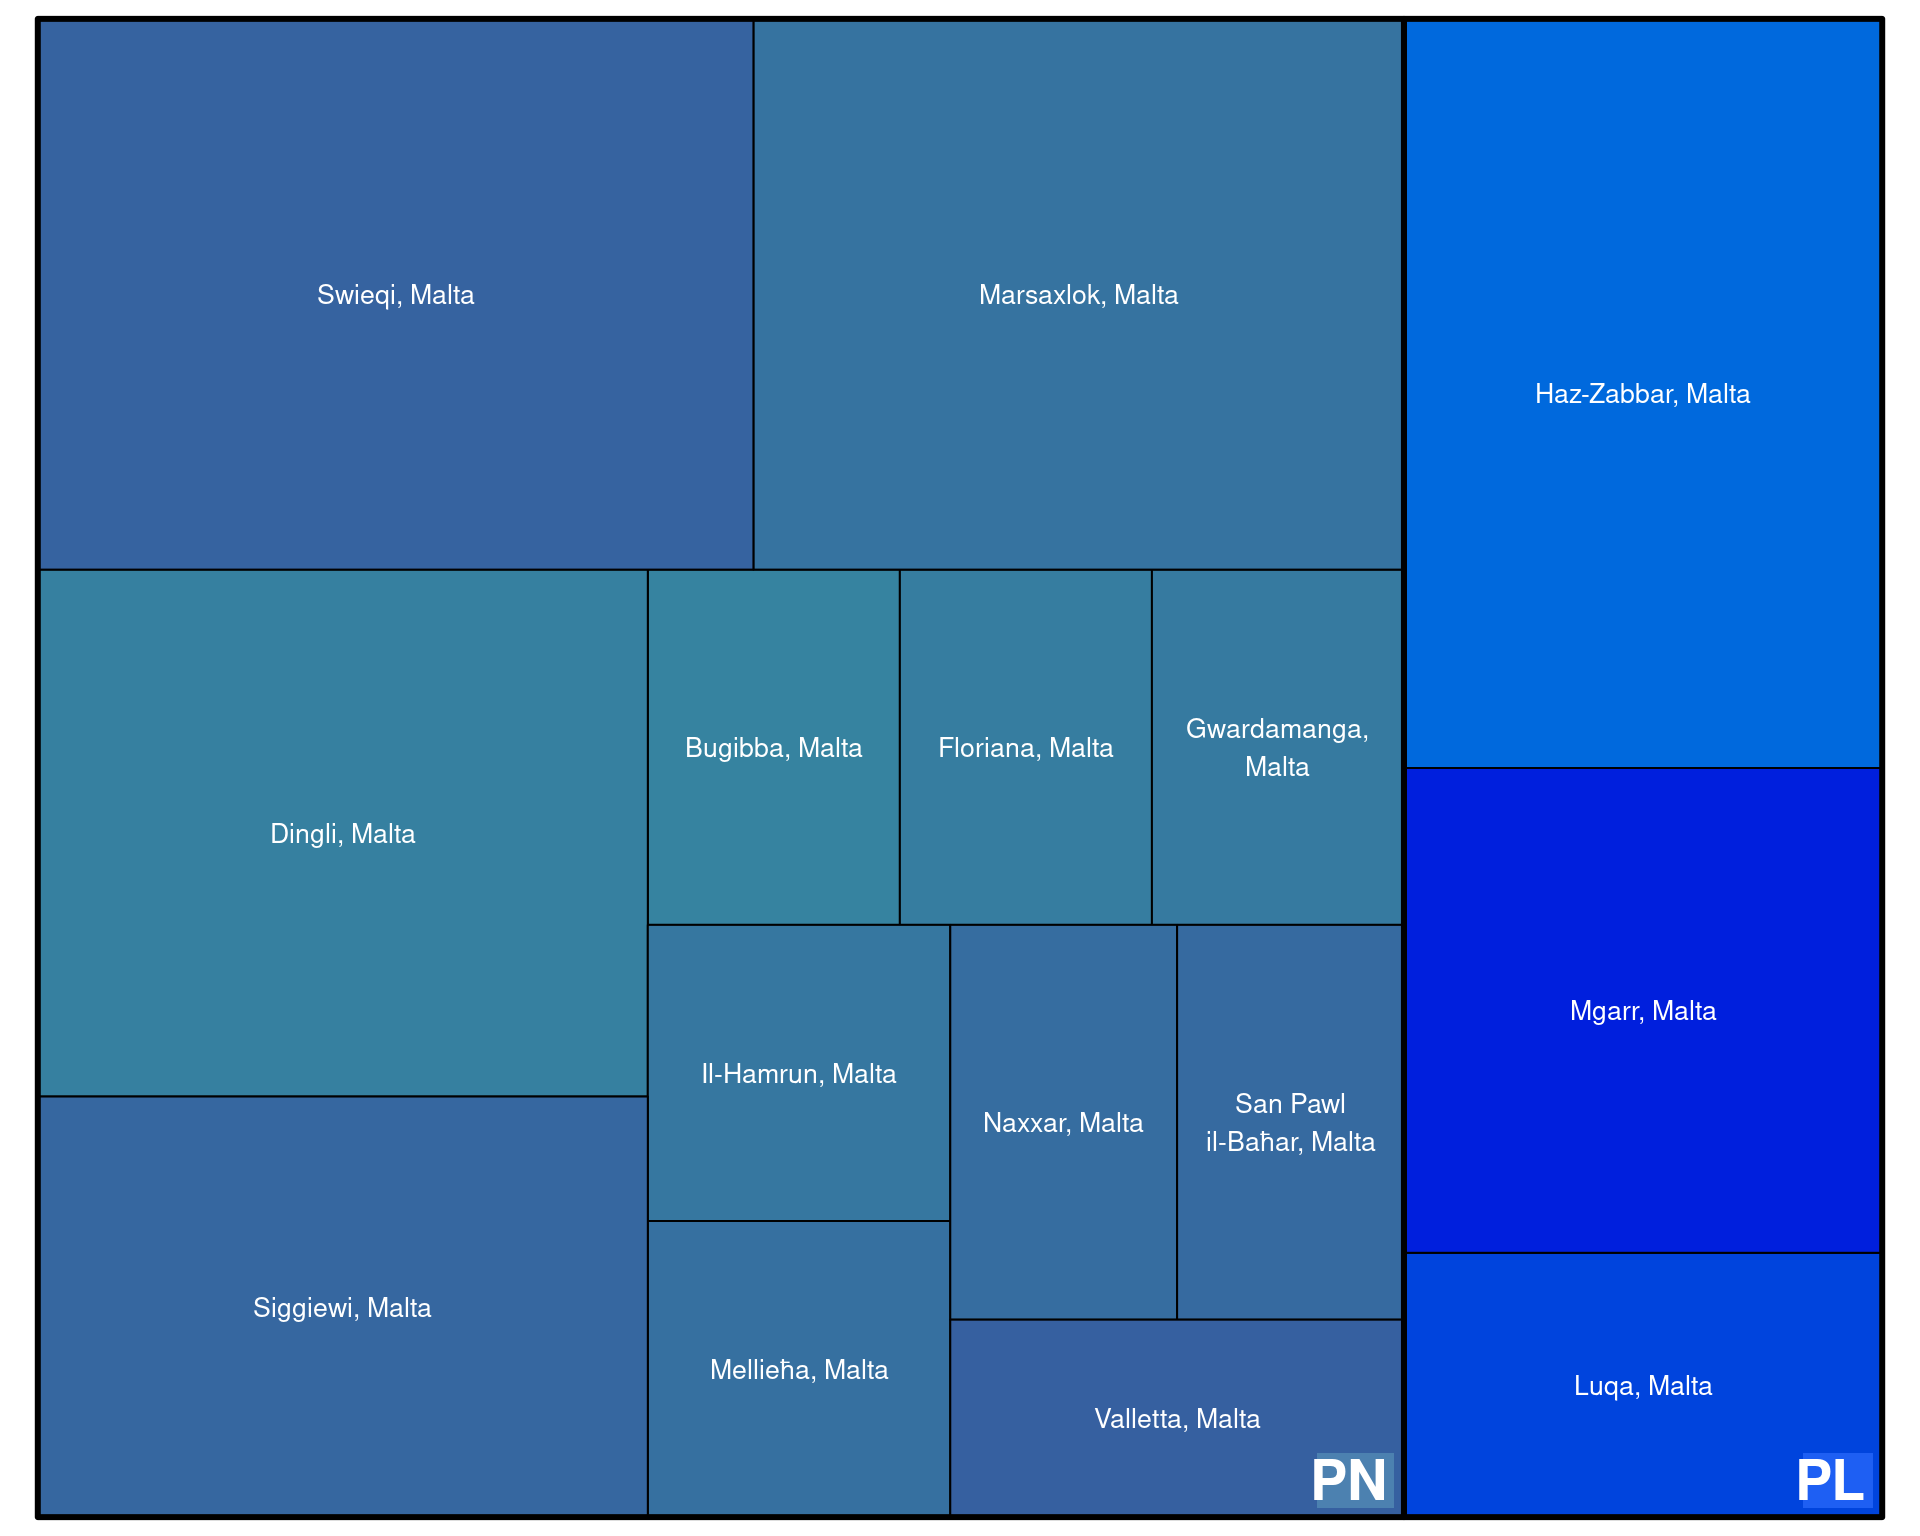 Swieqi, Malta
Marsaxlok, Malta
Haz-Zabbar, Malta
Dingli, Malta
Bugibba, Malta
Floriana, Malta
Gwardamanga,
Malta
Il-Hamrun, Malta
Naxxar, Malta
San Pawl
il-Baħar, Malta
Mgarr, Malta
Siggiewi, Malta
Mellieħa, Malta
Valletta, Malta
Luqa, Malta
PN
PL